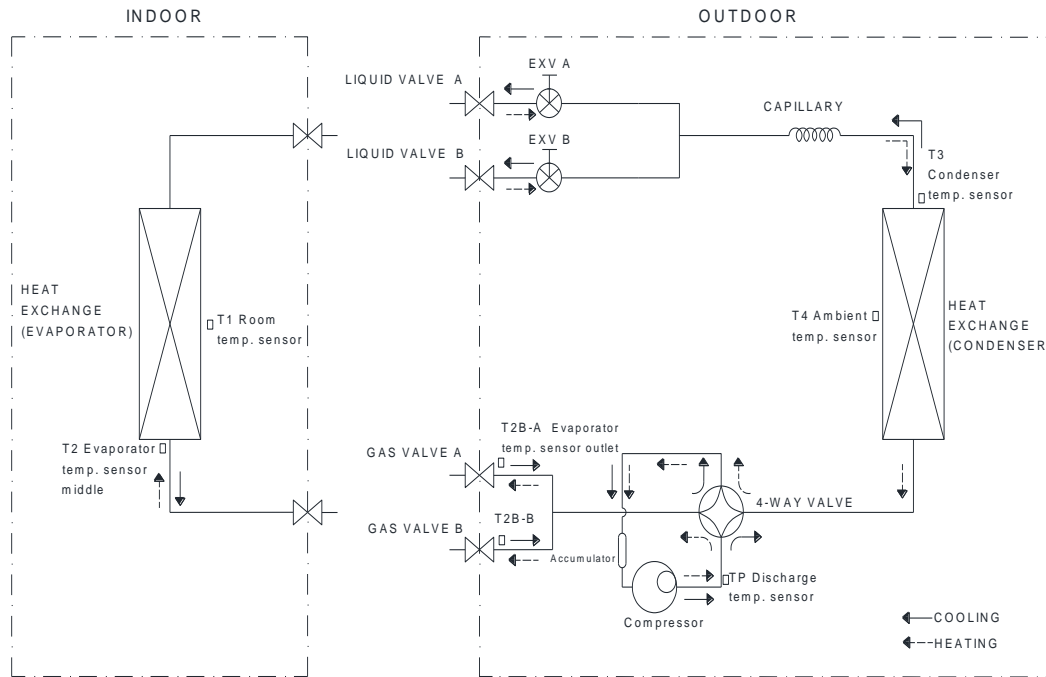 INDOOR
OUTDOOR
EXV A
LIQUID VALVE A
CAPILLARY
EXV B
LIQUID VALVE B
T3
Condenser
temp. sensor
HEAT
EXCHANGE
(EVAPORATOR)
T1 Room
temp. sensor
T4 Ambient
temp. sensor
HEAT
EXCHANGE
(CONDENSER
T2 Evaporator
temp. sensor
middle
T2B-A Evaporator
temp. sensor outlet
GAS VALVE A
4-WAY VALVE
T2B-B
GAS VALVE B
Accumulator
TP Discharge
temp. sensor
Compressor
COOLING
HEATING